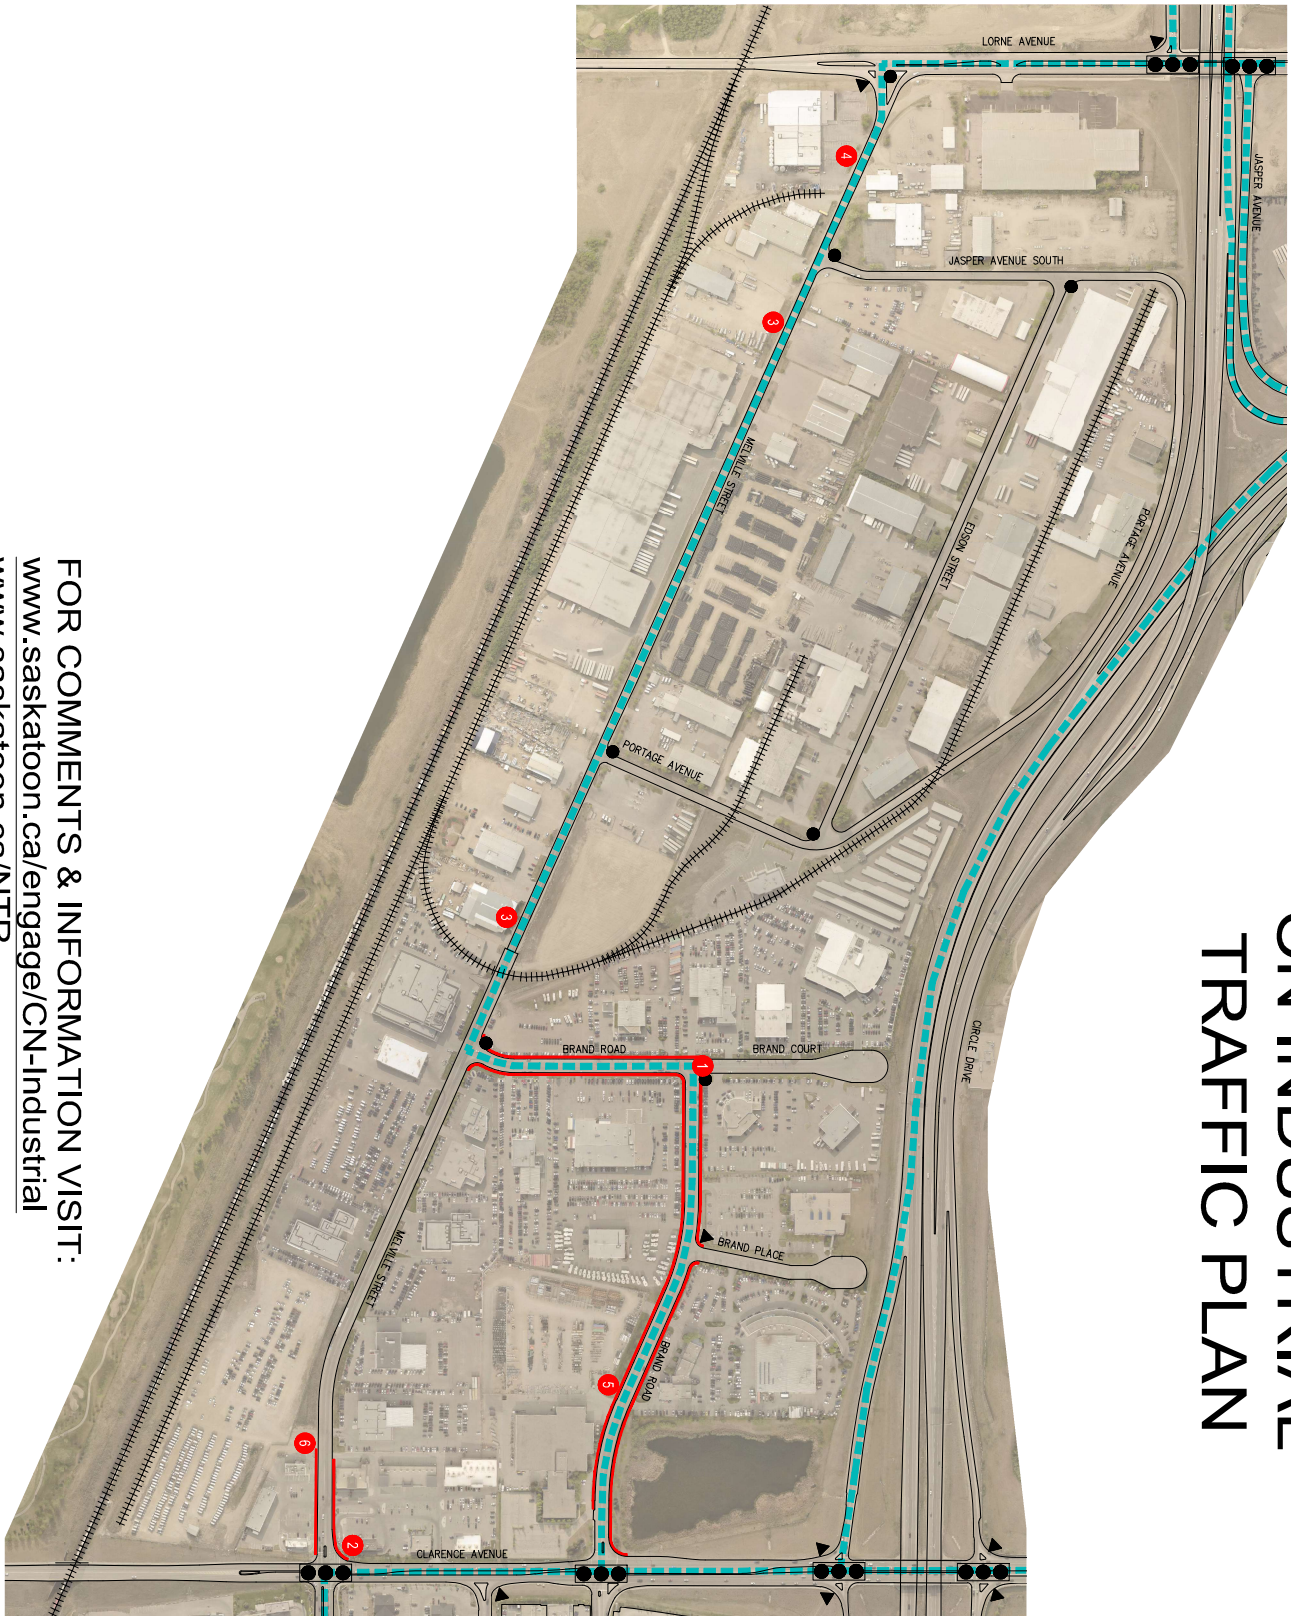 TRAFFIC PLAN
LORNE AVENUE
JASPER AVENUE
4
JASPER AVENUE SOUTH
3
MELVILLE STREET
EDSON STREET
PORTAGE AVENUE
PORTAGE AVENUE
3
CIRCLE DRIVE
BRAND ROAD
1
BRAND COURT
BRAND PLACE
MELVILLE STREET
BRAND ROAD
5
6
2
CLARENCE AVENUE
FOR COMMENTS & INFORMATION VISIT:
www.saskatoon.ca/engage/CN-Industrial